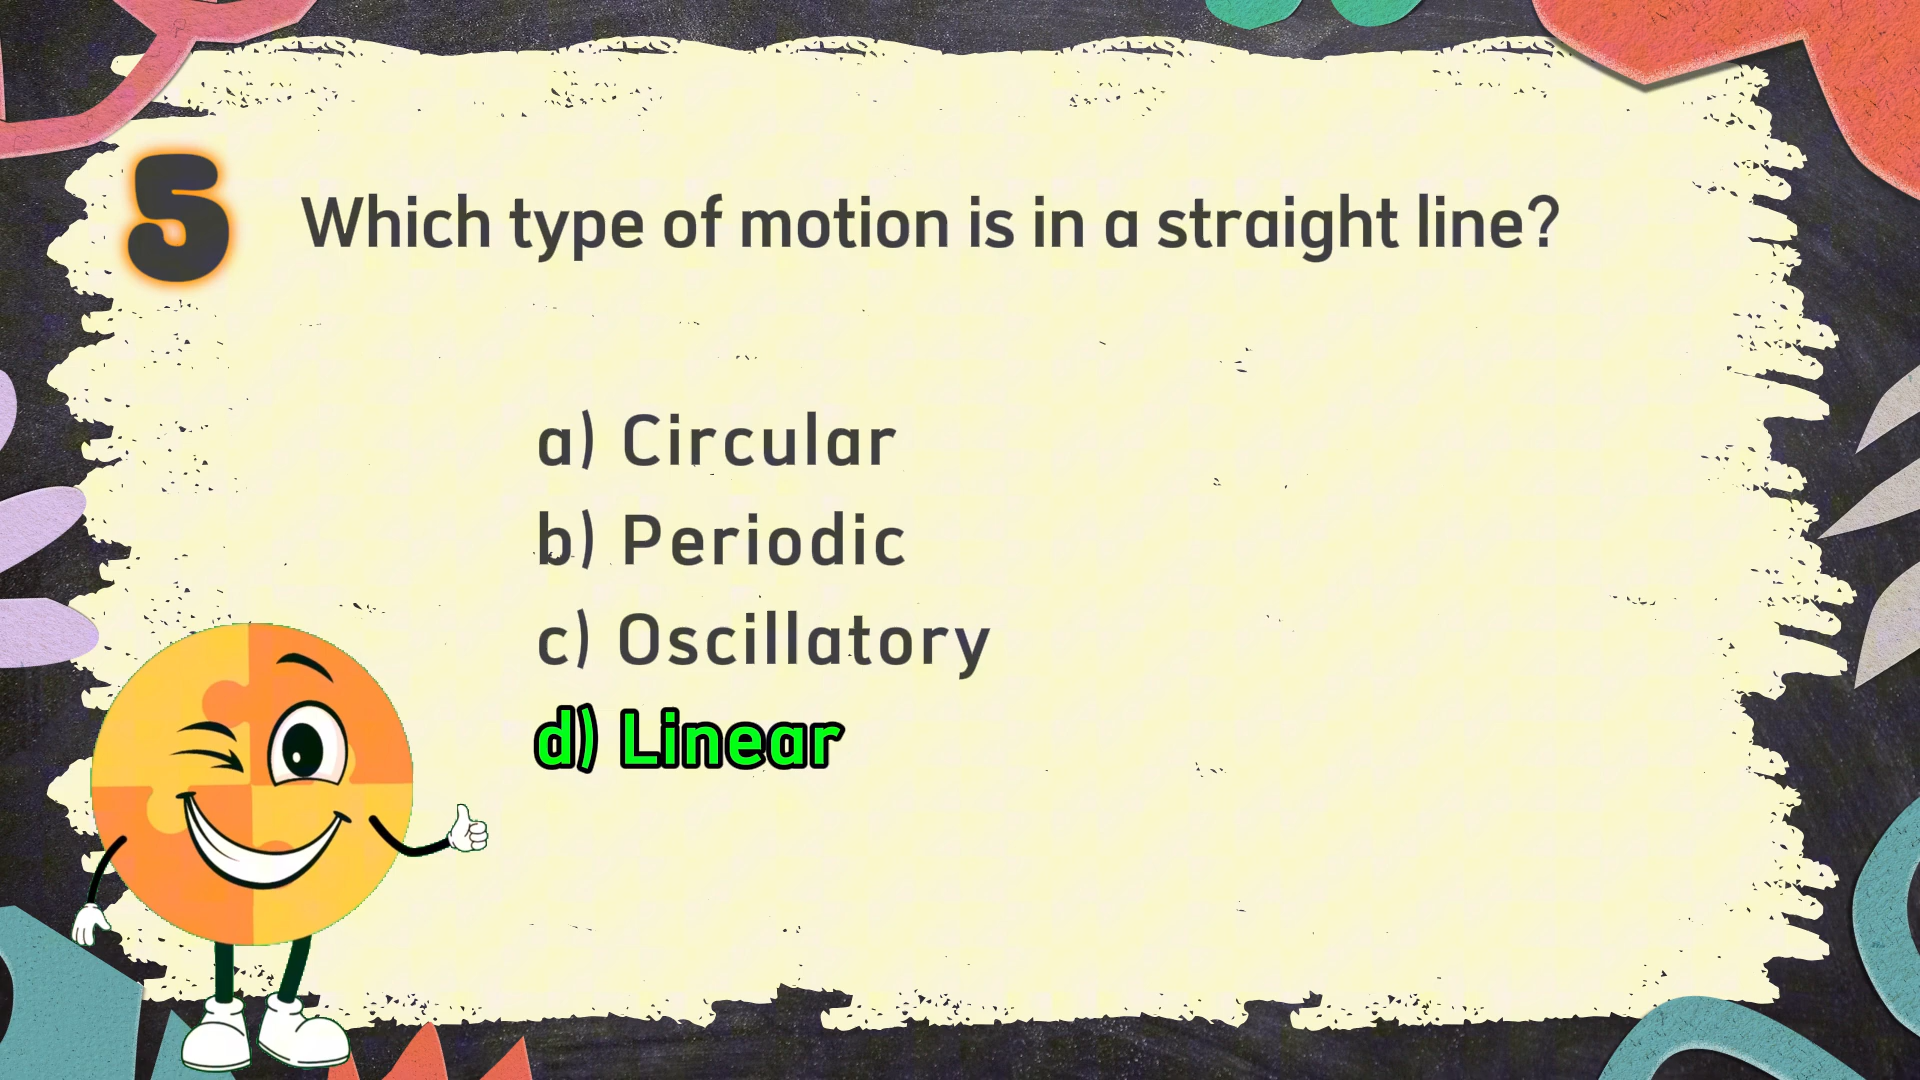 5 Which type of motion is in a straight line?
a) Circular
b) Periodic
c) Oscillatory
d) Linear